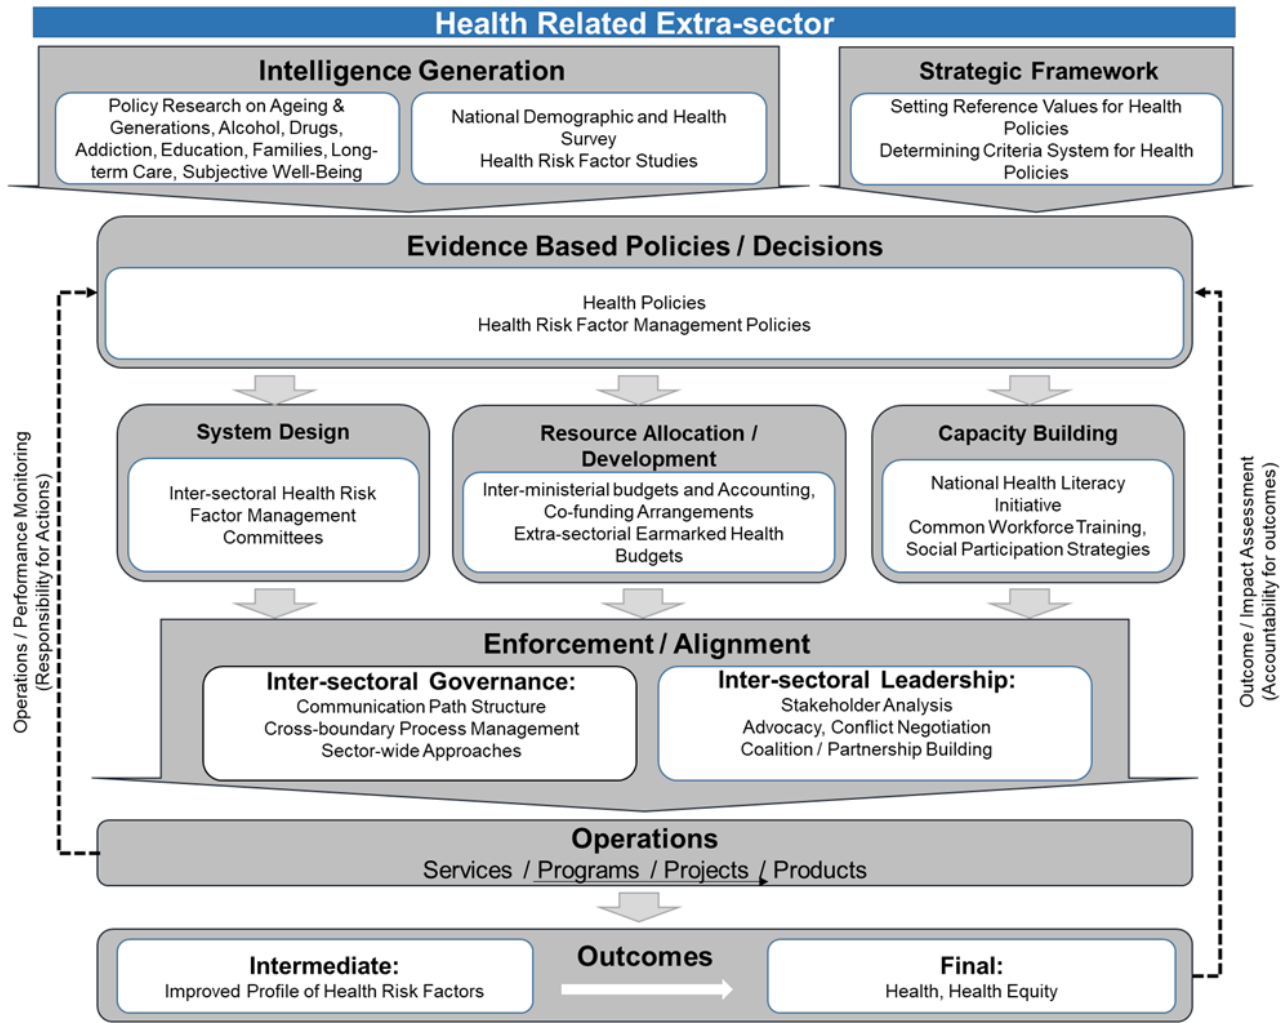 Health Related Extra-sector
Intelligence Generation
Policy Research on Ageing &
Generations, Alcohol, Drugs,
Addiction, Education, Families, Long-
term Care, Subjective Well-Being
National Demographic and Health
Survey
Health Risk Factor Studies
Strategic Framework
Setting Reference Values for Health
Policies
Determining Criteria System for Health
Policies
Evidence Based Policies / Decisions
Health Policies
Health Risk Factor Management Policies
System Design
Inter-sectoral Health Risk
Factor Management
Committees
Resource Allocation /
Development
Inter-ministerial budgets and Accounting,
Co-funding Arrangements
Extra-sectorial Earmarked Health
Budgets
Capacity Building
National Health Literacy
Initiative
Common Workforce Training,
Social Participation Strategies
Operations / Performance Monitoring
(Responsibility for Actions)
Outcome / Impact Assessment
(Accountability for outcomes)
Enforcement / Alignment
Inter-sectoral Governance:
Communication Path Structure
Cross-boundary Process Management
Sector-wide Approaches
Inter-sectoral Leadership:
Stakeholder Analysis
Advocacy, Conflict Negotiation
Coalition / Partnership Building
Operations
Services / Programs / Projects / Products
Outcomes
Intermediate:
Improved Profile of Health Risk Factors
Final:
Health, Health Equity